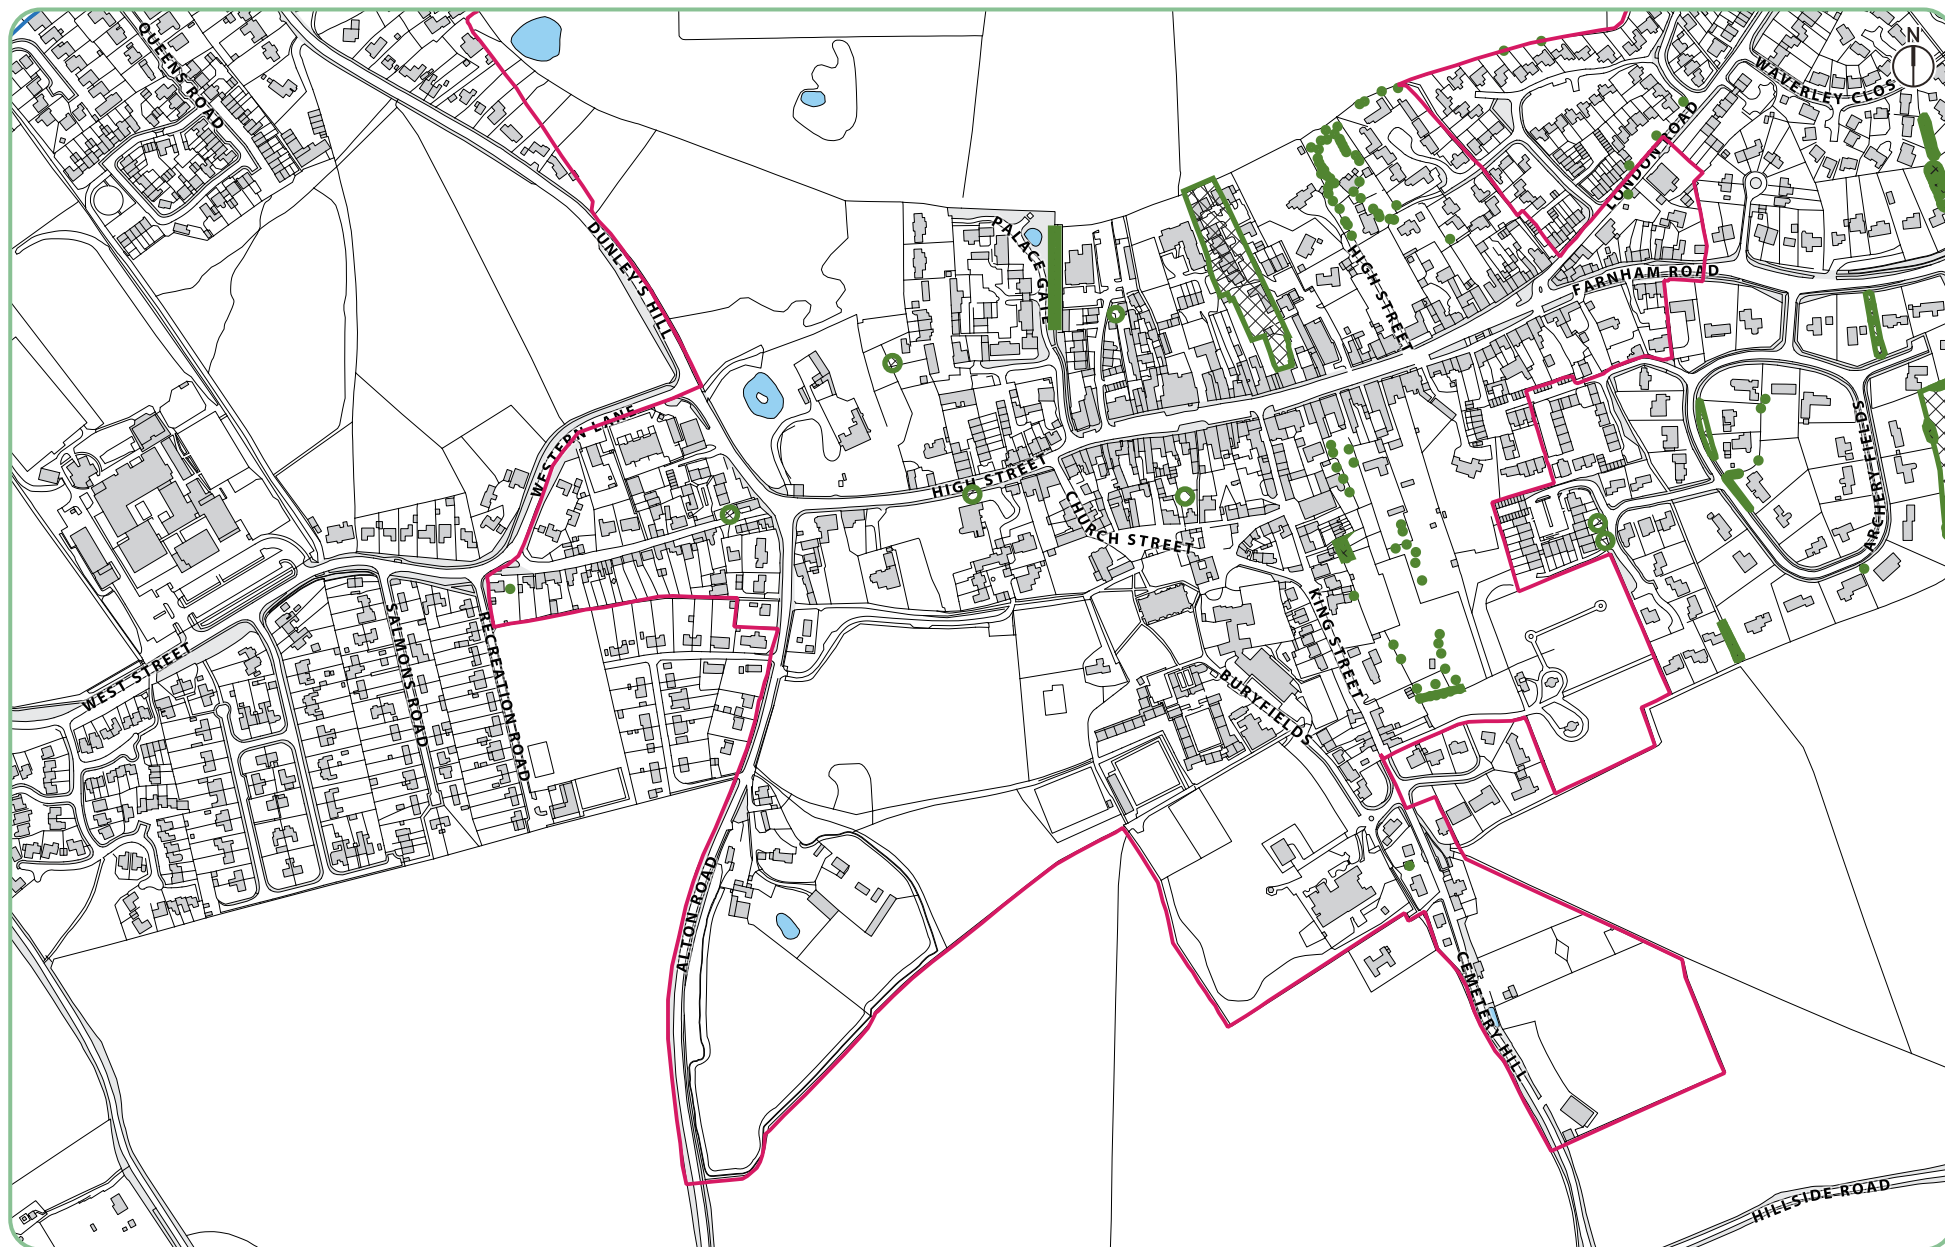 QUEENS ROAD
N
WAVERLEY CLOS
LONDON ROAD
DUNLEY'S HILL
PALACE GATE
HIGH STREET
FARNHAM ROAD
WESTERN LANE
HIGH STREET
CHURCH STREET
ARCHERY FIELDS
KING STREET
SALMONS ROAD
RECREATION ROAD
WEST STREET
BURYFIELDS
ALTON ROAD
CEMETERY HILL
HILLSIDE ROAD